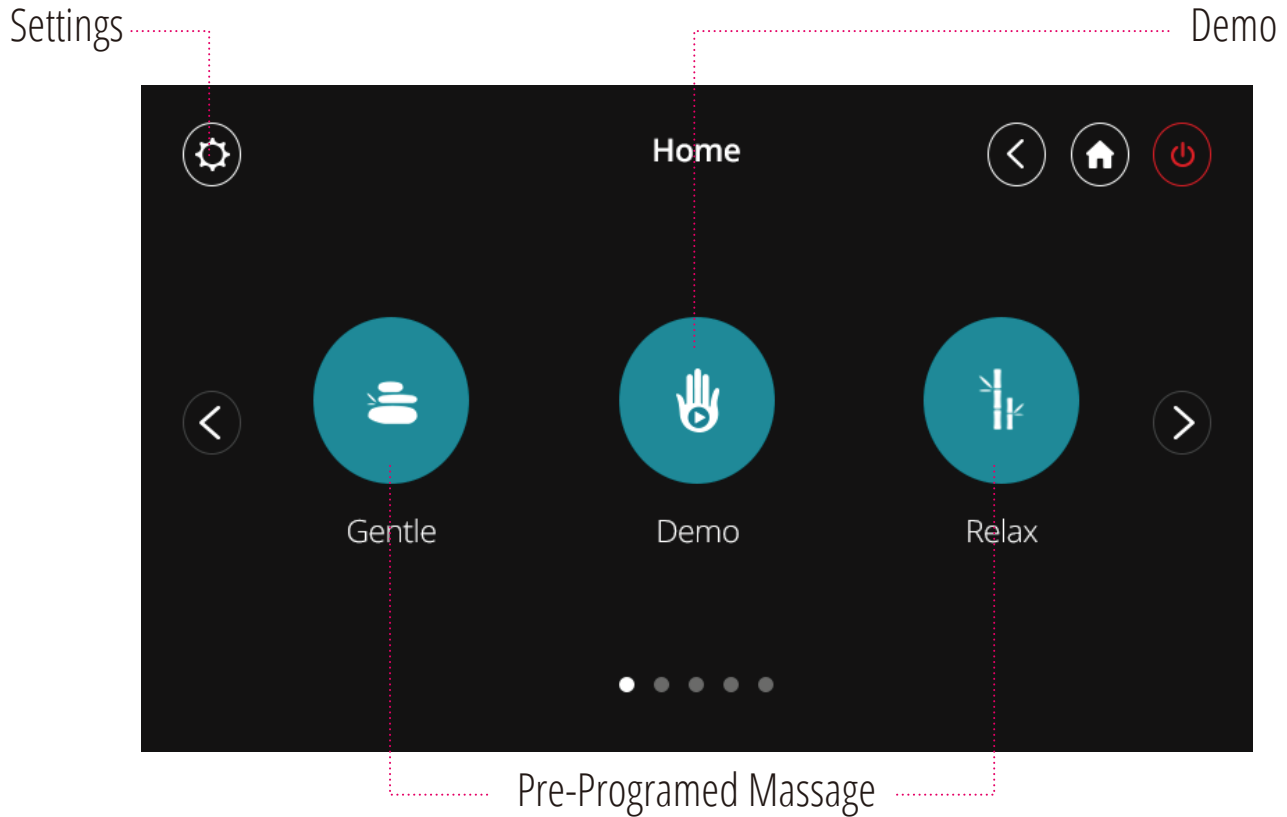 Settings
Demo
Home
Gentle
Demo
Relax
Pre-Programed Massage